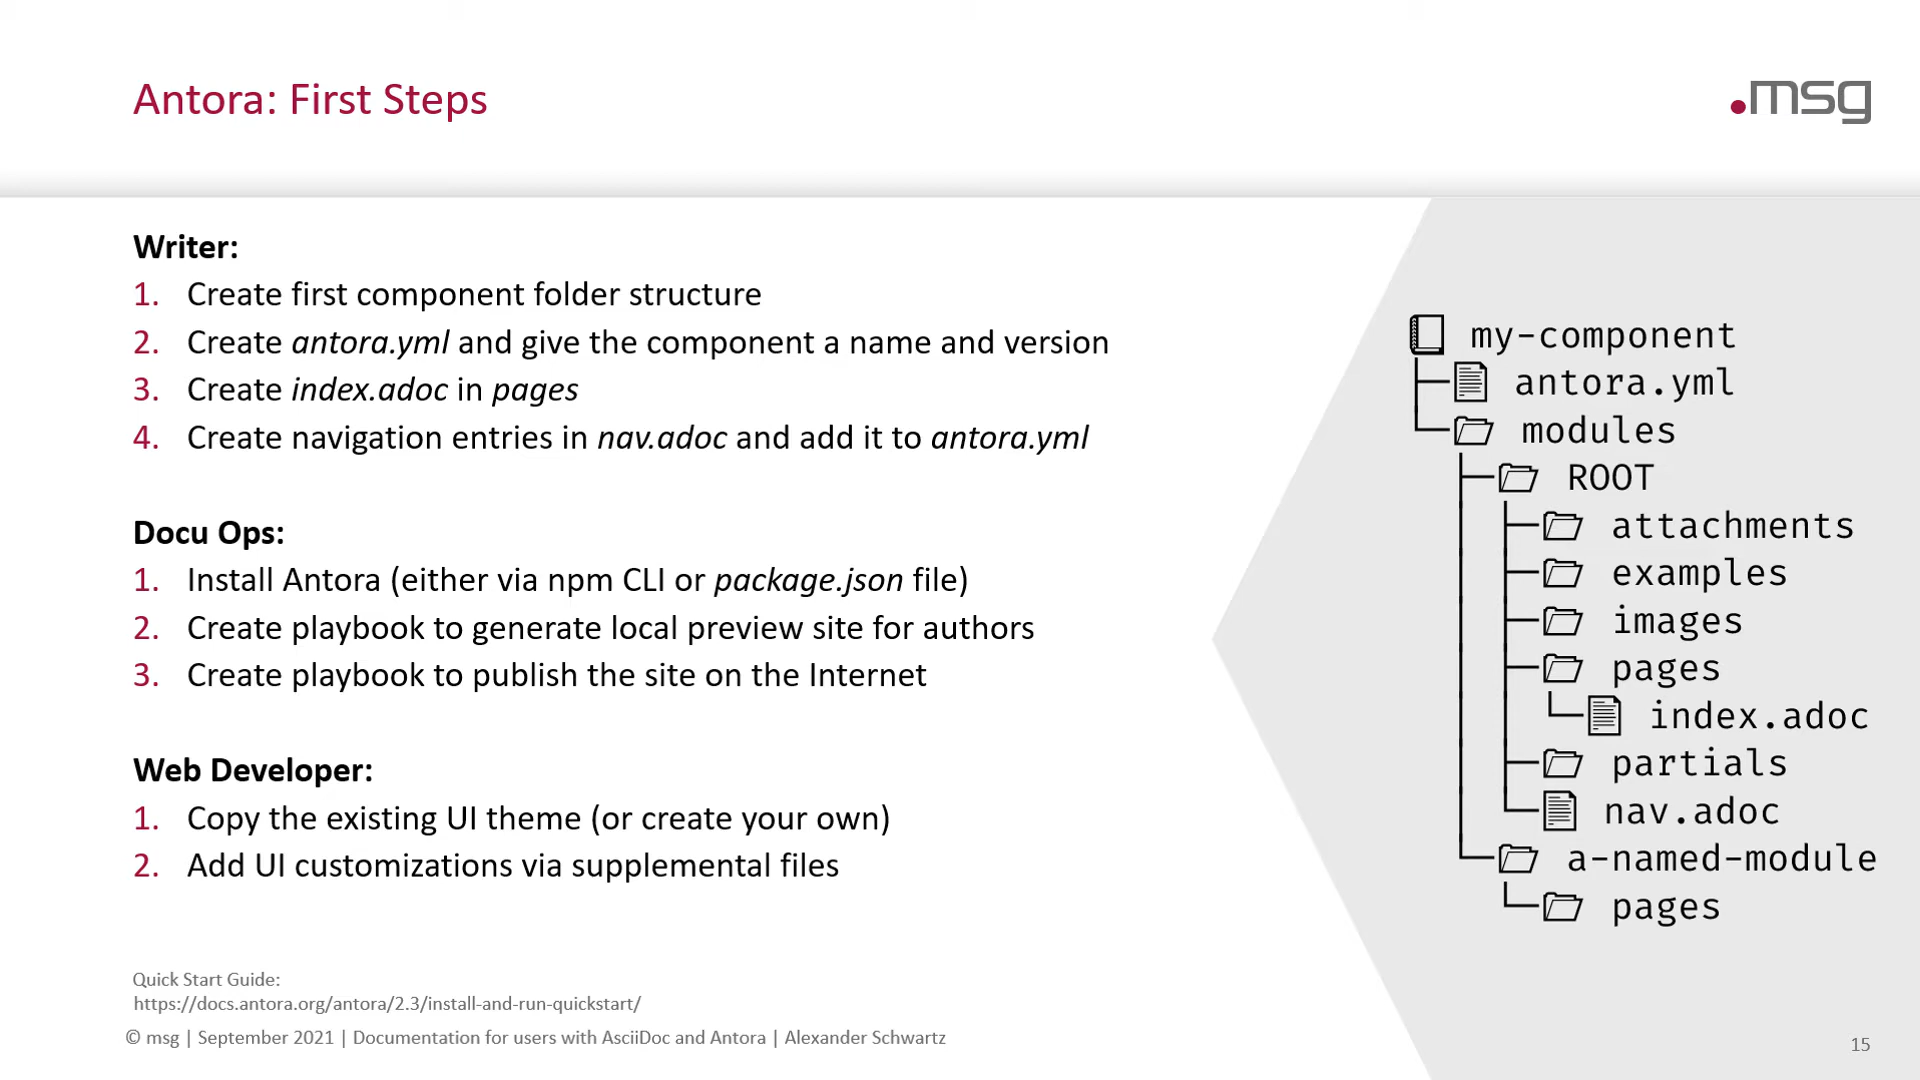 Antora: First Steps
.msg
Writer:
1. Create first component folder structure
2. Create antora.yml and give the component a name and version
3. Create index.adoc in pages
4. Create navigation entries in nav.adoc and add it to antora.yml
Docu Ops:
1. Install Antora (either via npm CLI or package.json file)
2. Create playbook to generate local preview site for authors
3. Create playbook to publish the site on the Internet
Web Developer:
1. Copy the existing UI theme (or create your own)
2. Add UI customizations via supplemental files
my-component
antora.yml
modules
ROOT
attachments
examples
images
pages
index.adoc
partials
nav.adoc
a-named-module
pages
Quick Start Guide:
https://docs.antora.org/antora/2.3/install-and-run-quickstart/
© msg | September 2021 | Documentation for users with AsciiDoc and Antora | Alexander Schwartz
15